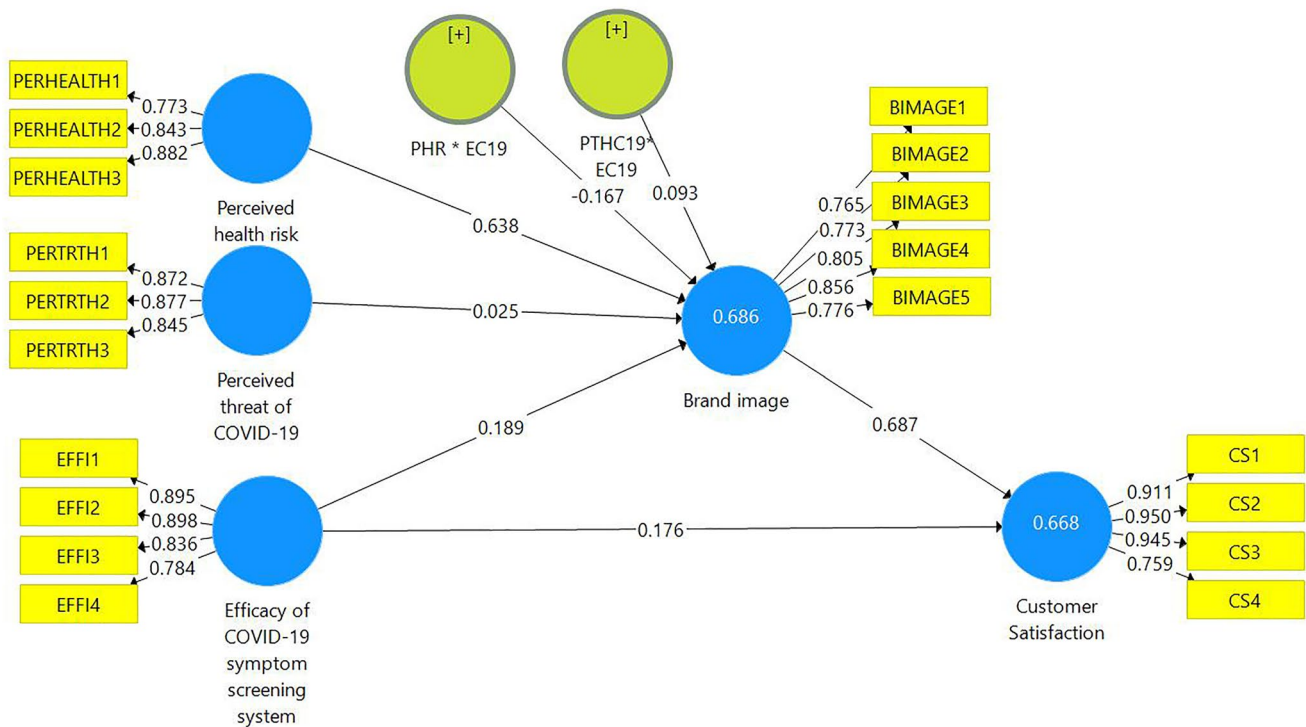 [+]
[+]
PHR * EC19
PTHC19*
EC19
-0.167
0.093
PERHEALTH1
PERHEALTH2
PERHEALTH3
0.773
0.843
0.882
Perceived
health risk
0.638
PERTRTH1
PERTRTH2
PERTRTH3
0.872
0.877
0.845
Perceived
threat of
COVID-19
0.025
EFFI1
EFFI2
EFFI3
EFFI4
0.895
0.898
0.836
0.784
Efficacy of
COVID-19
symptom
screening
system
0.189
0.176
0.686
Brand image
0.765
0.773
0.805
0.856
0.776
BIMAGE1
BIMAGE2
BIMAGE3
BIMAGE4
BIMAGE5
0.687
0.668
Customer
Satisfaction
0.911
0.950
0.945
0.759
CS1
CS2
CS3
CS4